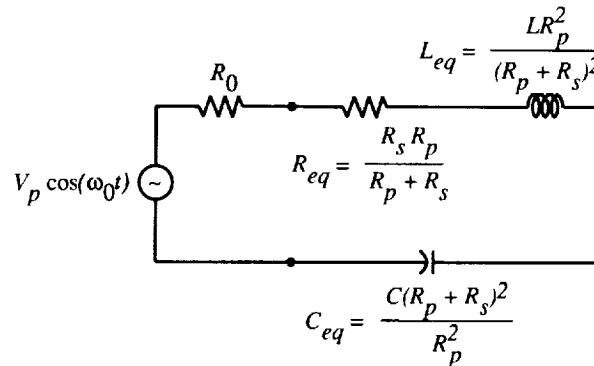 L_eq = LR_p^2 / (R_p + R_s)^2
R_0
V_p cos(ω_0t)
~
R_eq = R_s R_p / R_p + R_s
C_eq = C(R_p + R_s)^2 / R_p^2